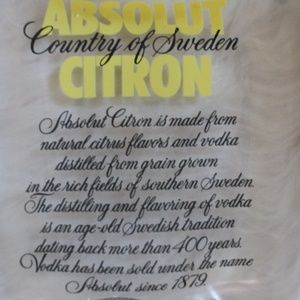 ABSOLUT
Country of Sweden
CITRON
Absolut Citron is made from
natural citrus flavors and vodka
distilled from grain grown
in the rich fields of southern Sweden.
The distilling and flavoring of vodka
is an age-old Swedish tradition
dating back more than 400 years.
Vodka has been sold under the name
Absolut since 1879.